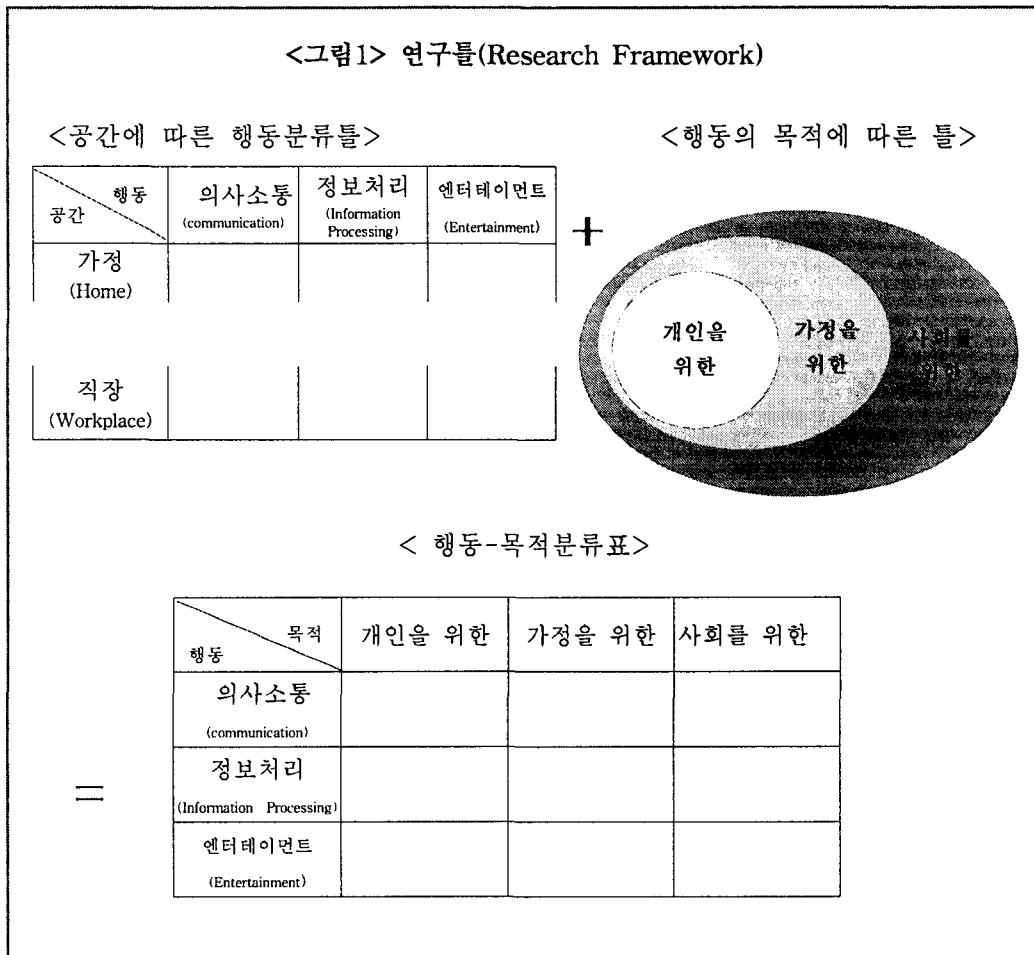 <그림1> 연구틀(Research Framework)
<공간에 따른 행동분류틀>
<행동의 목적에 따른 틀>
행동
공간
의사소통
(communication)
정보처리
(Information
Processing)
엔터테이먼트
(Entertainment)
가정
(Home)
직장
(Workplace)
+
개인을
위한
가정을
위한
사회를
위한
< 행동-목적분류표>
=
목적
행동
개인을 위한
가정을 위한
사회를 위한
의사소통
(communication)
정보처리
(Information Processing)
엔터테이먼트
(Entertainment)